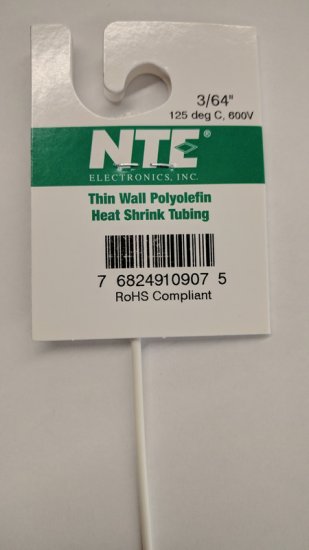 3/64"
125 deg C, 600V
NTE®
ELECTRONICS, INC.
Thin Wall Polyolefin
Heat Shrink Tubing
7 6824910907 5
RoHS Compliant